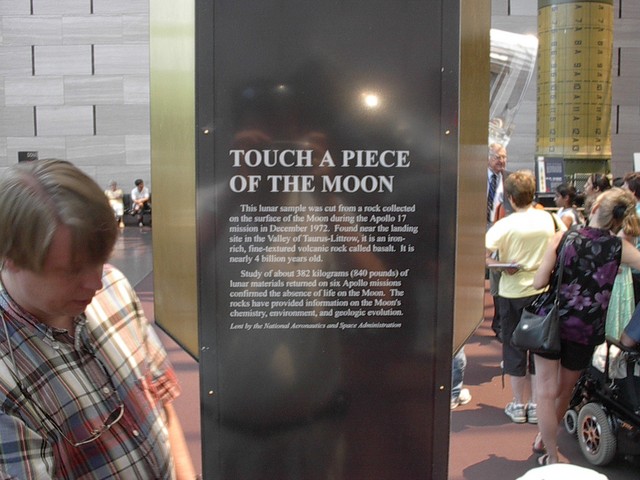 TOUCH A PIECE
OF THE MOON
This lunar sample was cut from a rock collected
on the surface of the Moon during the Apollo 17
mission in December 1972. Found near the landing
site in the Valley of Taurus-Littrow, it is an iron-
rich, fine-textured volcanic rock called basalt. It is
nearly 4 billion years old.
Study of about 382 kilograms (840 pounds) of
lunar materials returned on six Apollo missions
confirmed the absence of life on the Moon. The
rocks have provided information on the Moon's
chemistry, environment, and geologic evolution.
Lent by the National Aeronautics and Space Administration